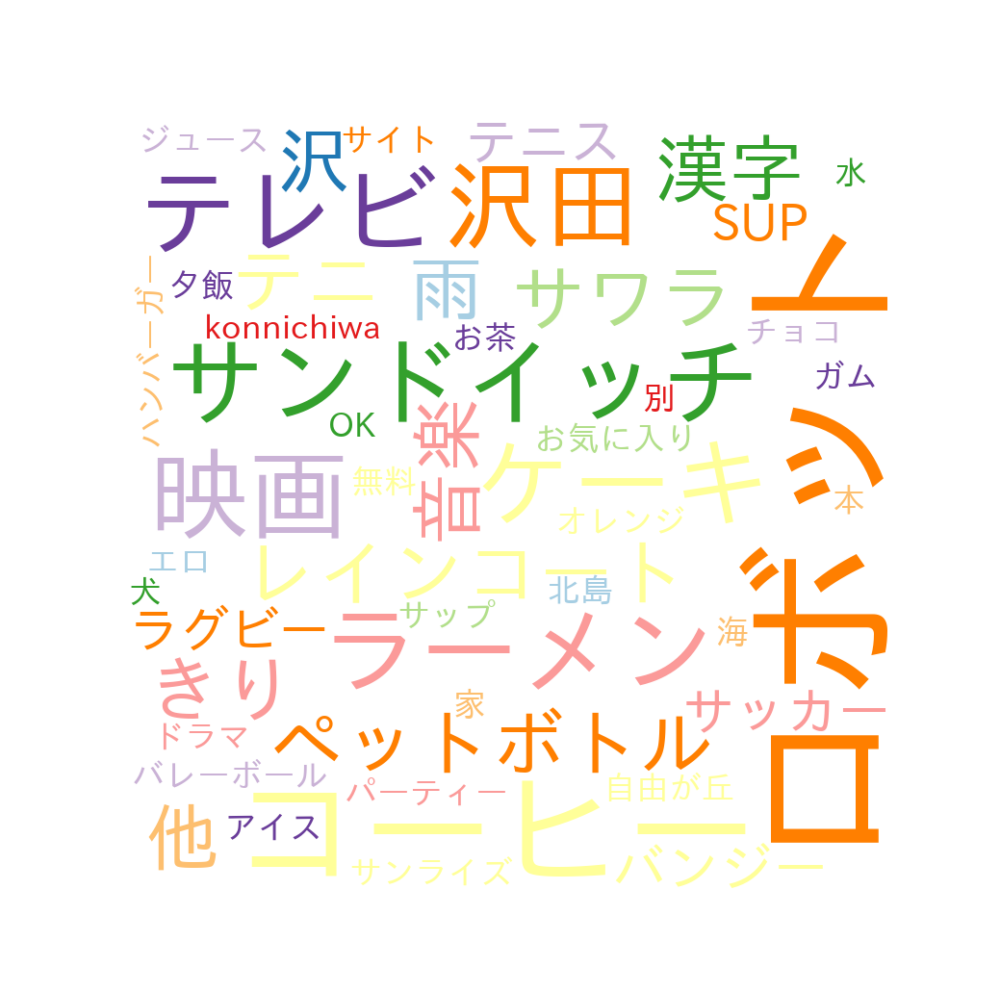 ジュース
沢
サイト
テニス
漢字
水
テレビ
沢田
SUP
ロボット
夕飯
テニ
雨
サワラ
ハンバーガー
konnichiwa
お茶
チョコ
サンドイッチ
ガム
別
OK
音楽
お気に入り
映画
無料
ケーキ
オレンジ
本
エロ
レインコート
犬
北島
ラグビー
サップ
ラーメン
海
きり
家
サッカー
ドラマ
ペットボトル
バレーボール
パーティー
自由が丘
他
アイス
コーヒー
サンライズ
バンジー